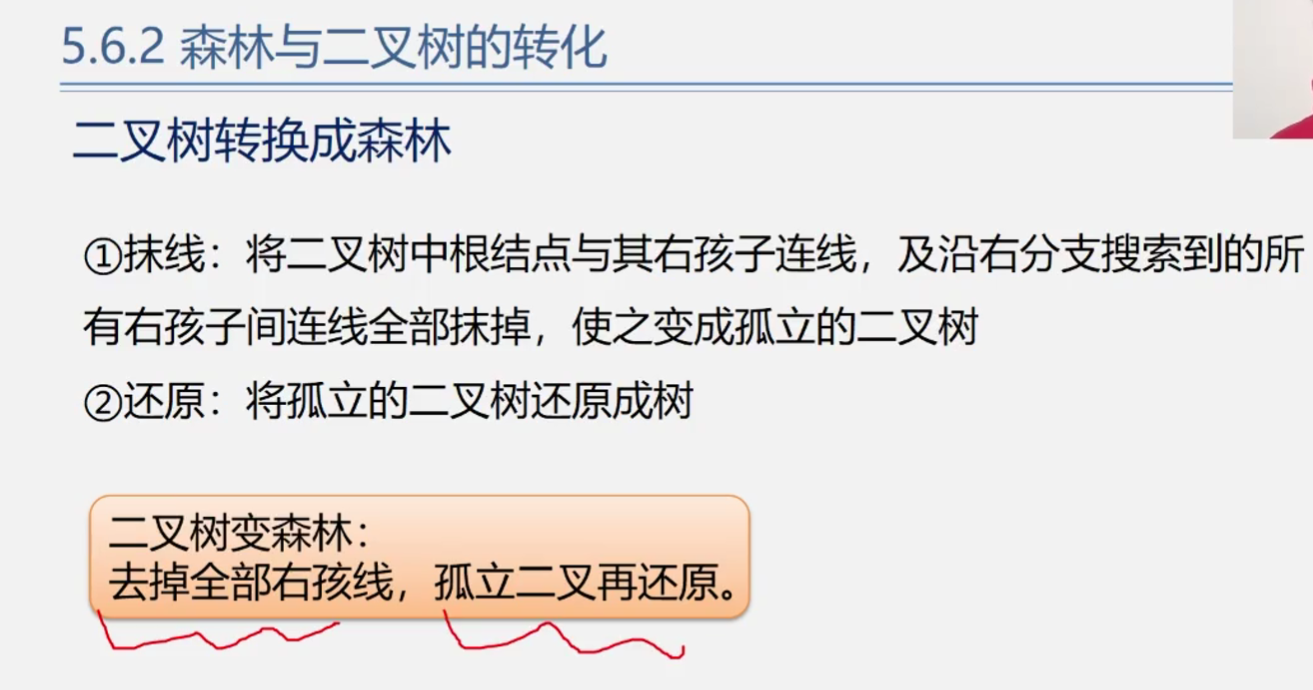 5.6.2 森林与二叉树的转化
二叉树转换成森林
①抹线：将二叉树中根结点与其右孩子连线，及沿右分支搜索到的所
有右孩子间连线全部抹掉，使之变成孤立的二叉树
②还原：将孤立的二叉树还原成树
二叉树变森林：
去掉全部右孩线，孤立二叉再还原。